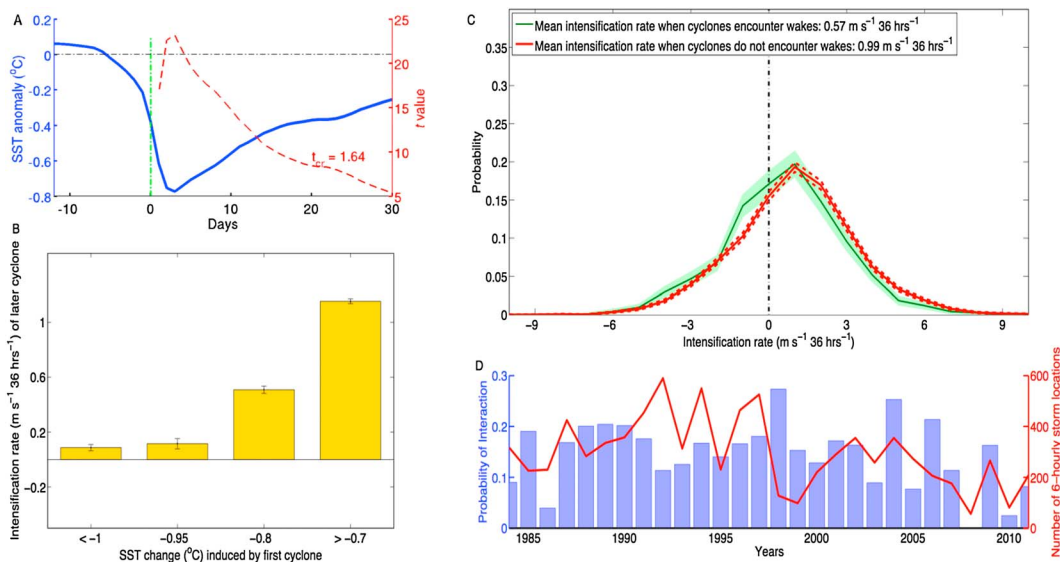 A
0.2
0
-0.2
-0.4
-0.6
-0.8
SST anomaly (°C)
25
20
15
10
5
t value
t_cr = 1.64
-10 0 10 20 30
Days
B
1
0.6
0.2
-0.2
Intensification rate (m s⁻¹ 36 hrs⁻¹) of later cyclone
< -1 -0.95 -0.8 > -0.7
SST change (°C) induced by first cyclone
C
Mean intensification rate when cyclones encounter wakes: 0.57 m s⁻¹ 36 hrs⁻¹
Mean intensification rate when cyclones do not encounter wakes: 0.99 m s⁻¹ 36 hrs⁻¹
0.35
0.3
0.25
0.2
0.15
0.1
0.05
0
Probability
-9 -6 -3 0 3 6 9
Intensification rate (m s⁻¹ 36 hrs⁻¹)
D
0.3
0.2
0.1
0
Probability of Interaction
600
400
200
0
Number of 6-hourly storm locations
1985 1990 1995 2000 2005 2010
Years